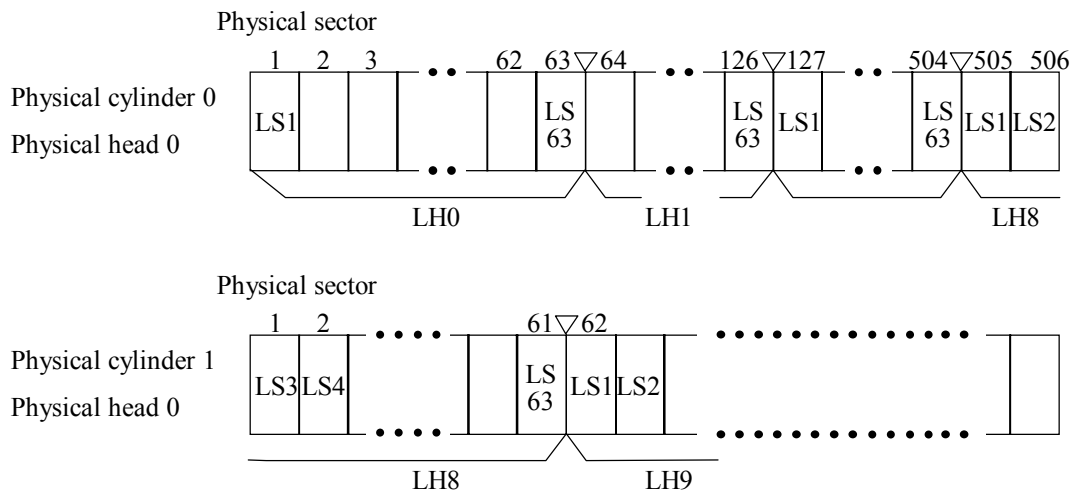 Physical sector
1 2 3 62 63 64 126 127 504 505 506
Physical cylinder 0
Physical head 0
LS1 LS 63 LS 63 LS1 LS 63 LS1 LS2
LH0 LH1 LH8
Physical sector
1 2 61 62
Physical cylinder 1
Physical head 0
LS3 LS4 LS 63 LS1 LS2
LH8 LH9